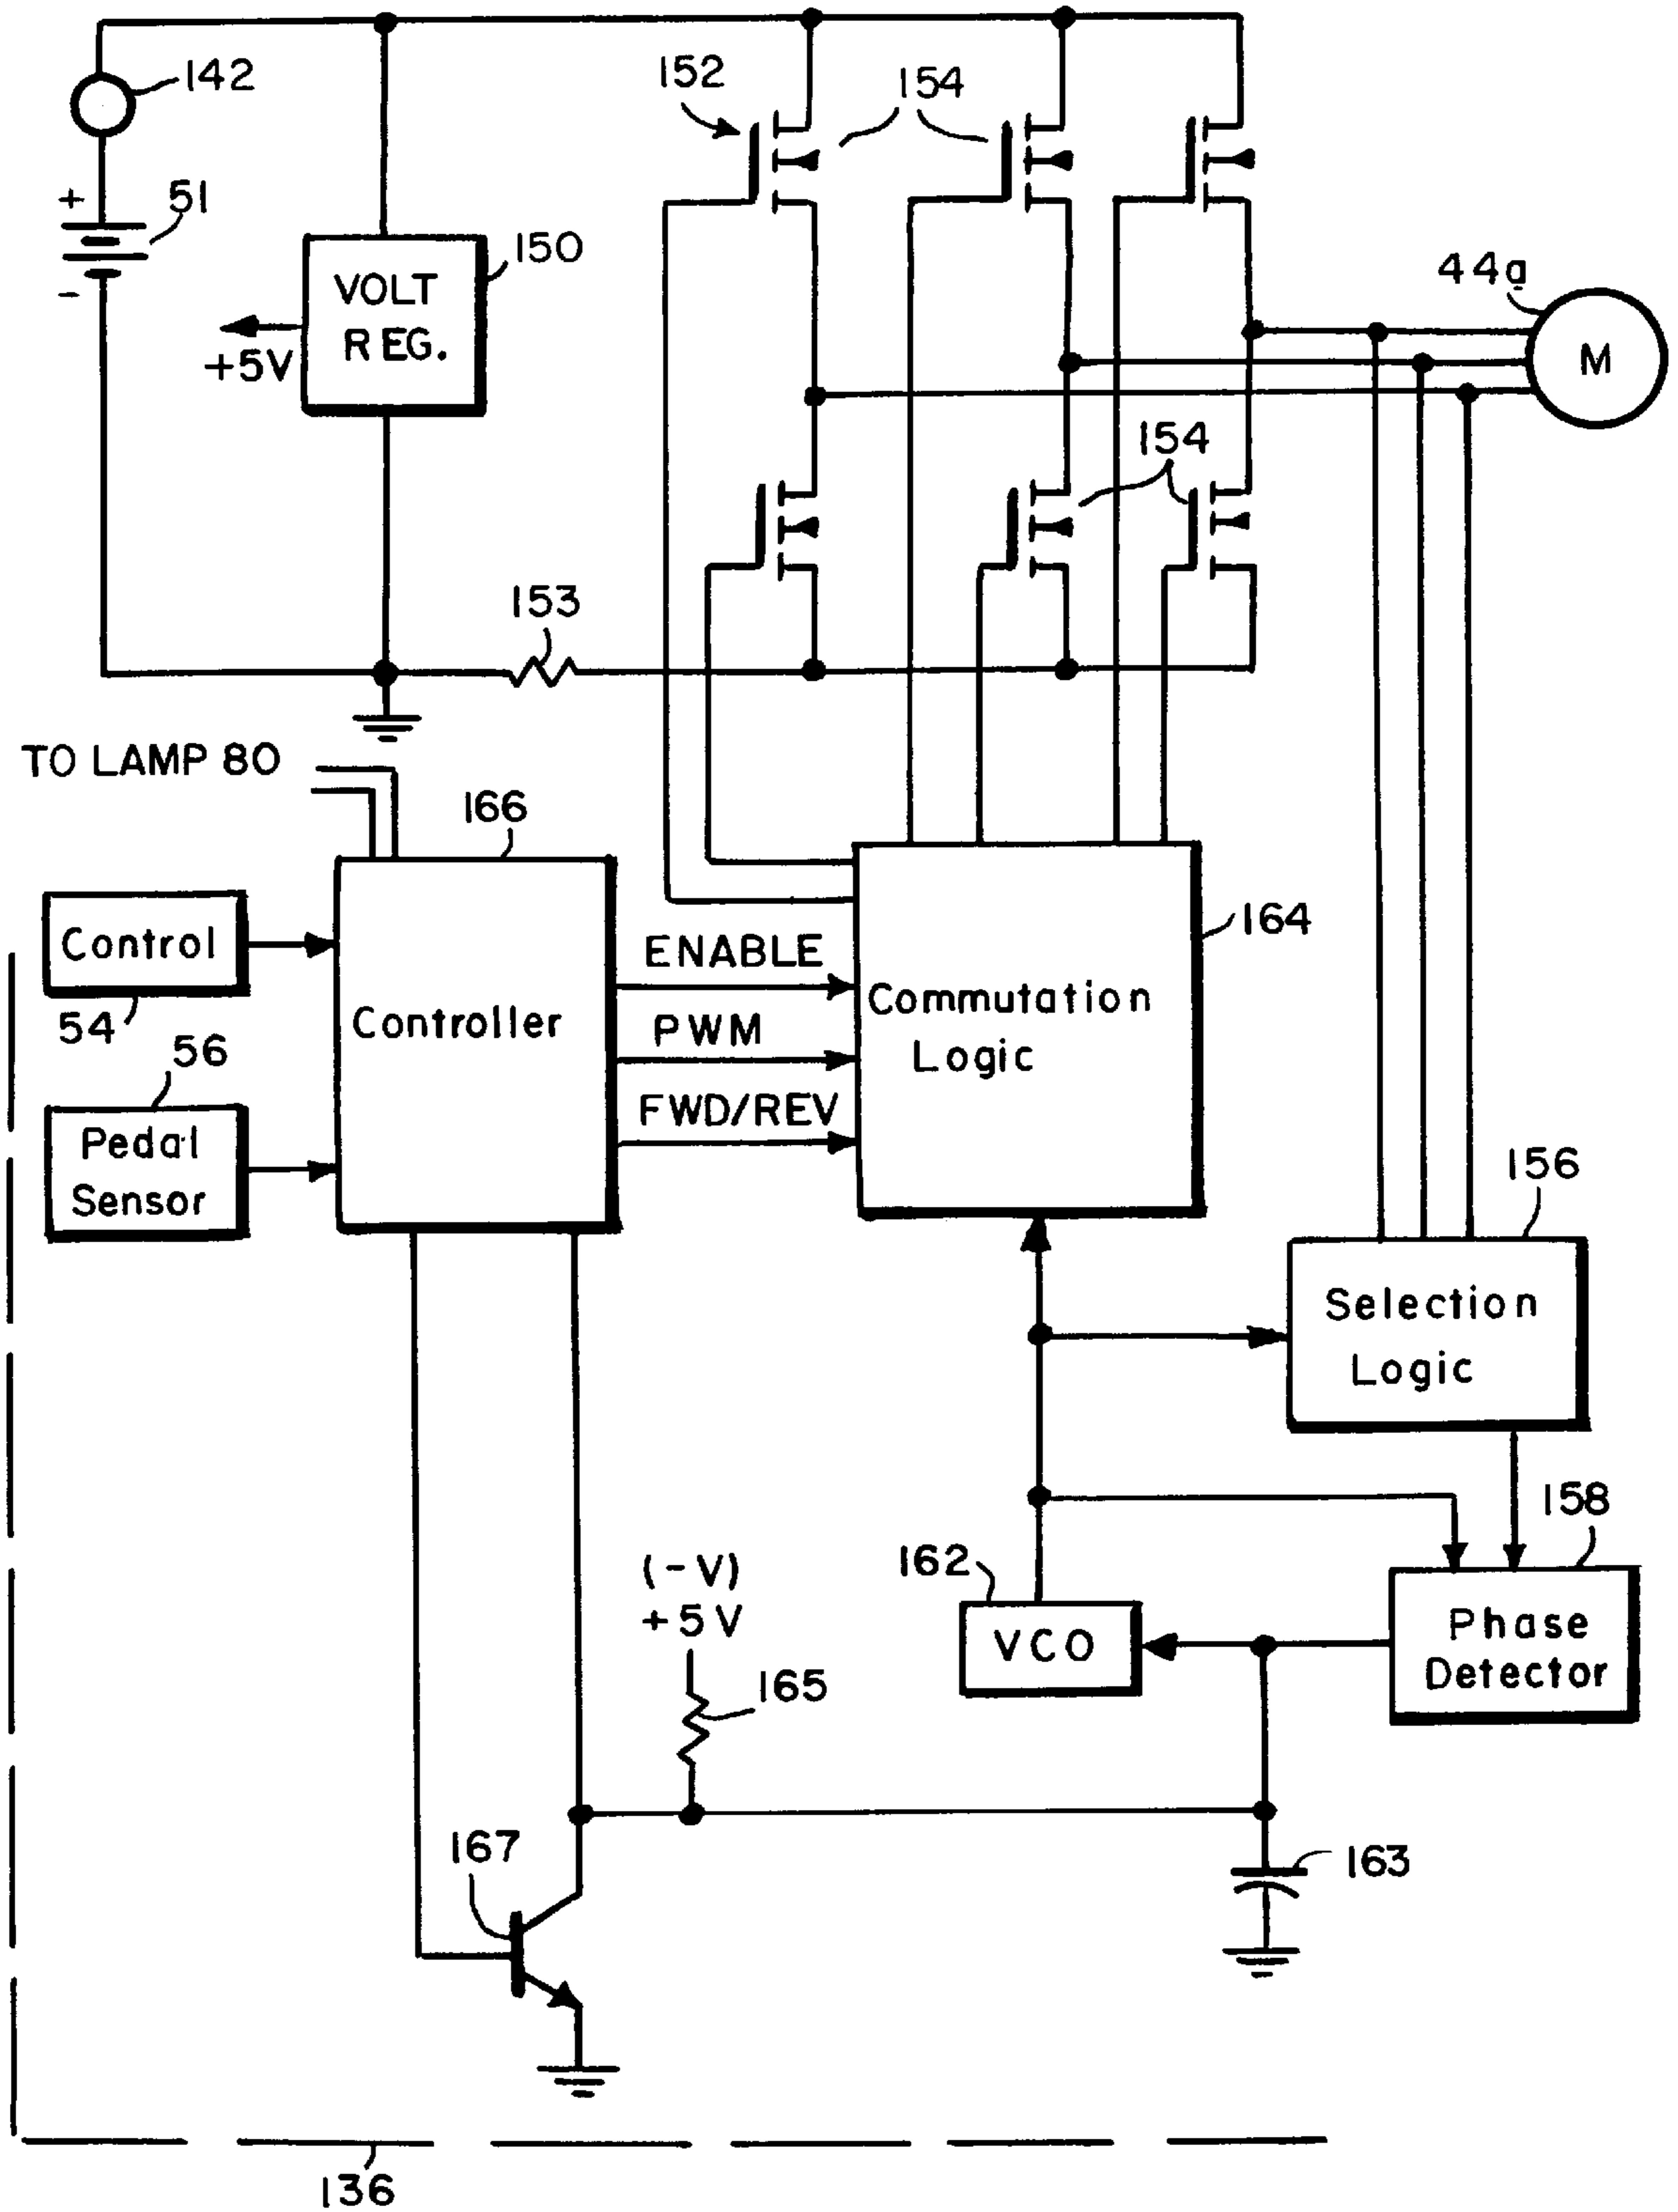 142
152
154
+
51
-
150
VOLT
REG.
+5V
44a
M
154
153
TO LAMP 80
166
164
Control
54
ENABLE
Controller
Commutation
Logic
PWM
56
FWD/REV
Pedal
Sensor
156
Selection
Logic
158
(-V)
+5V
162
VCO
Phase
Detector
165
167
163
136